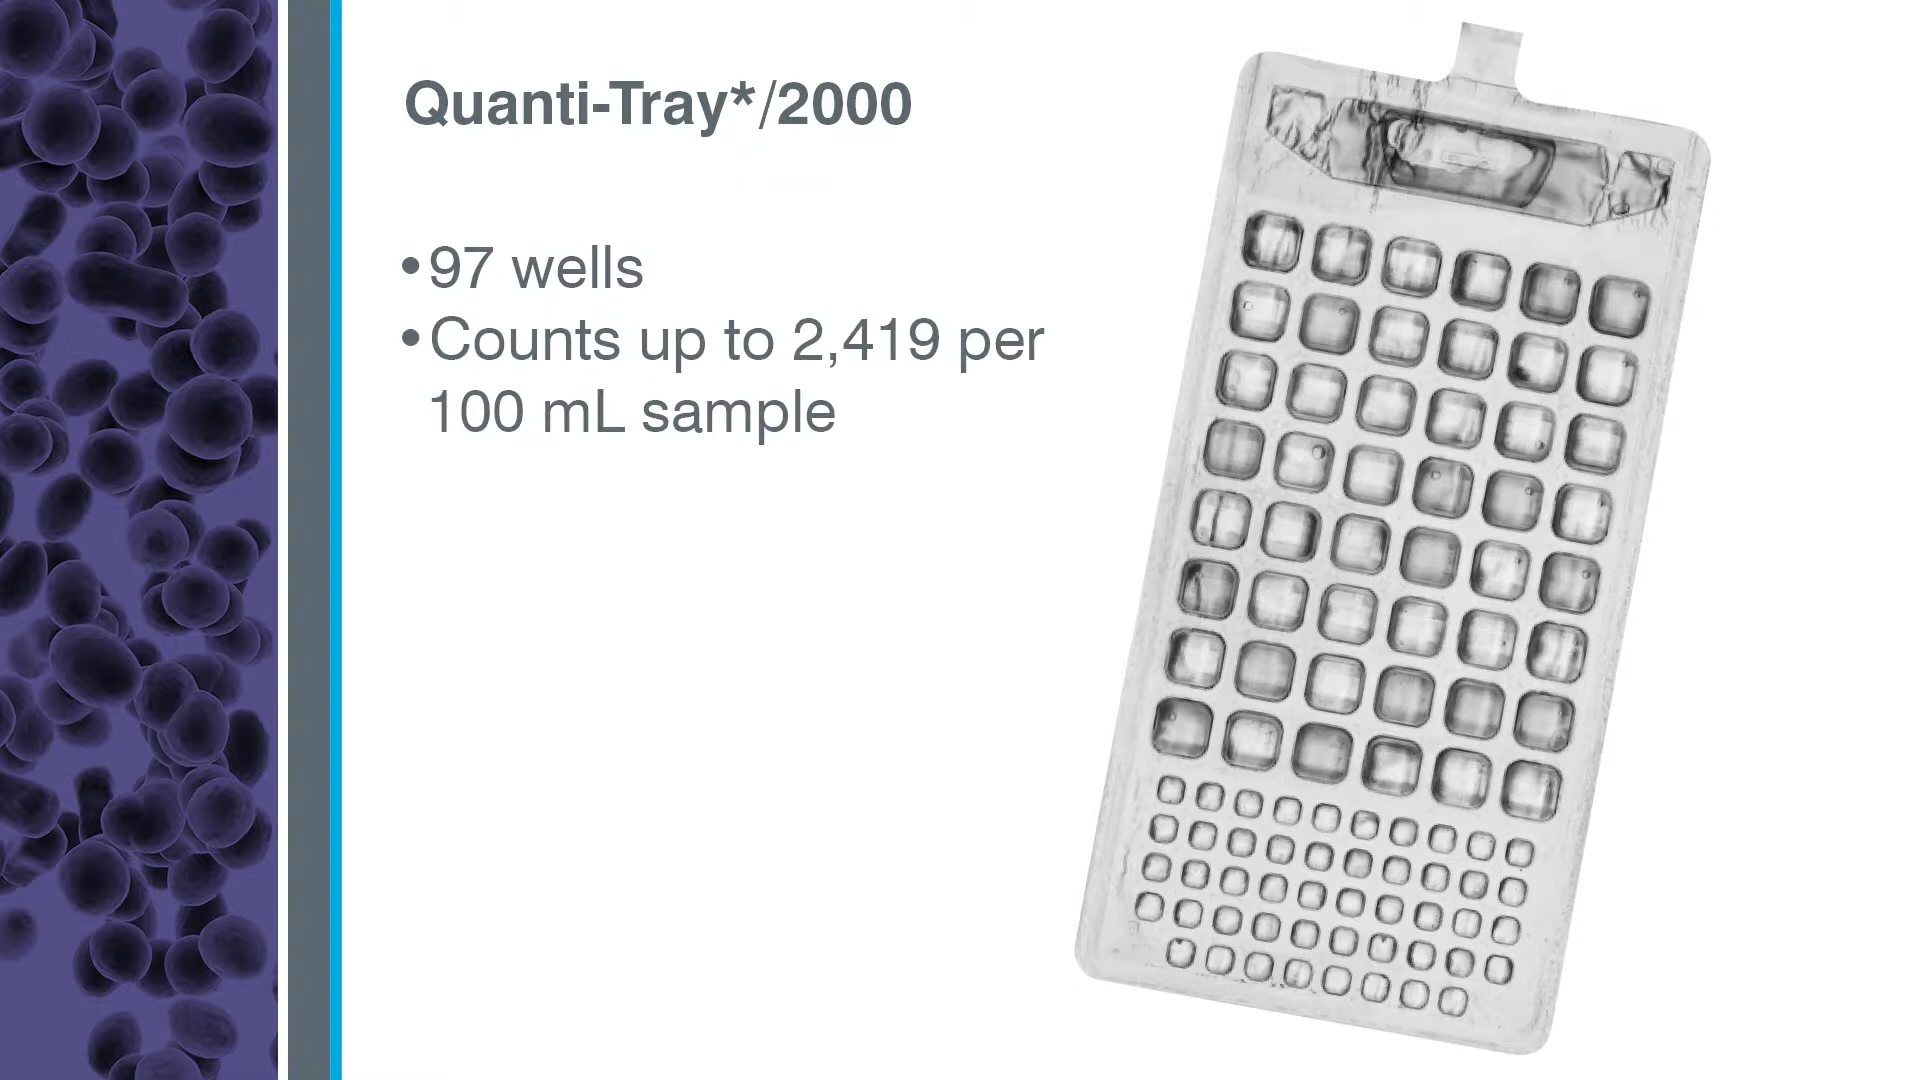 Quanti-Tray*/2000
•97 wells
•Counts up to 2,419 per
100 mL sample